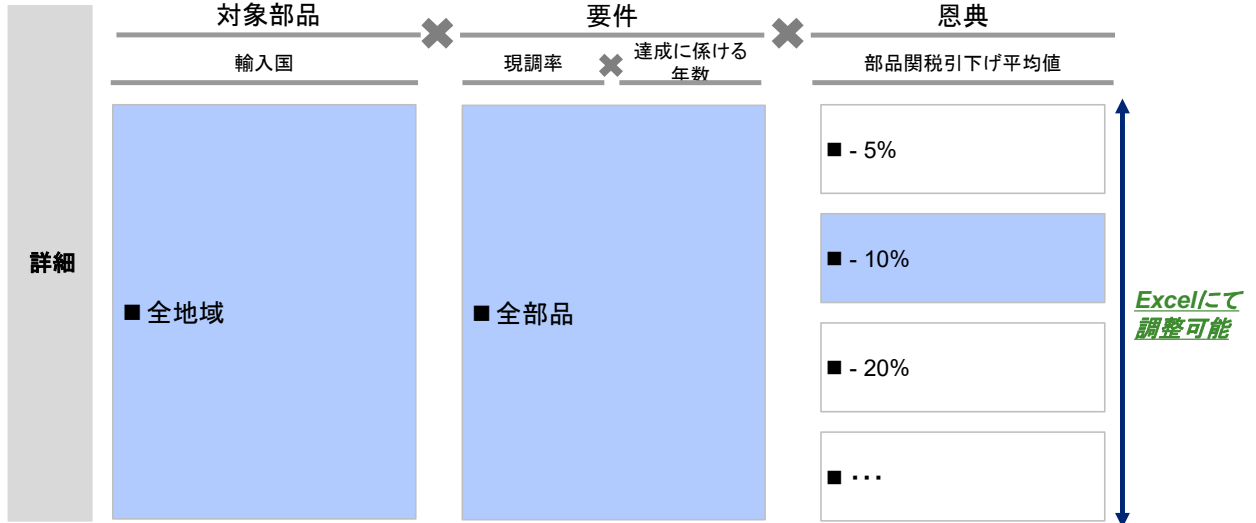 対象部品
要件
恩典
輸入国
現調率
達成に係ける
年数
部品関税引下げ平均値
詳細
■ 全地域
■ 全部品
■ - 5%
■ - 10%
■ - 20%
■ ･･･
Excelにて
調整可能